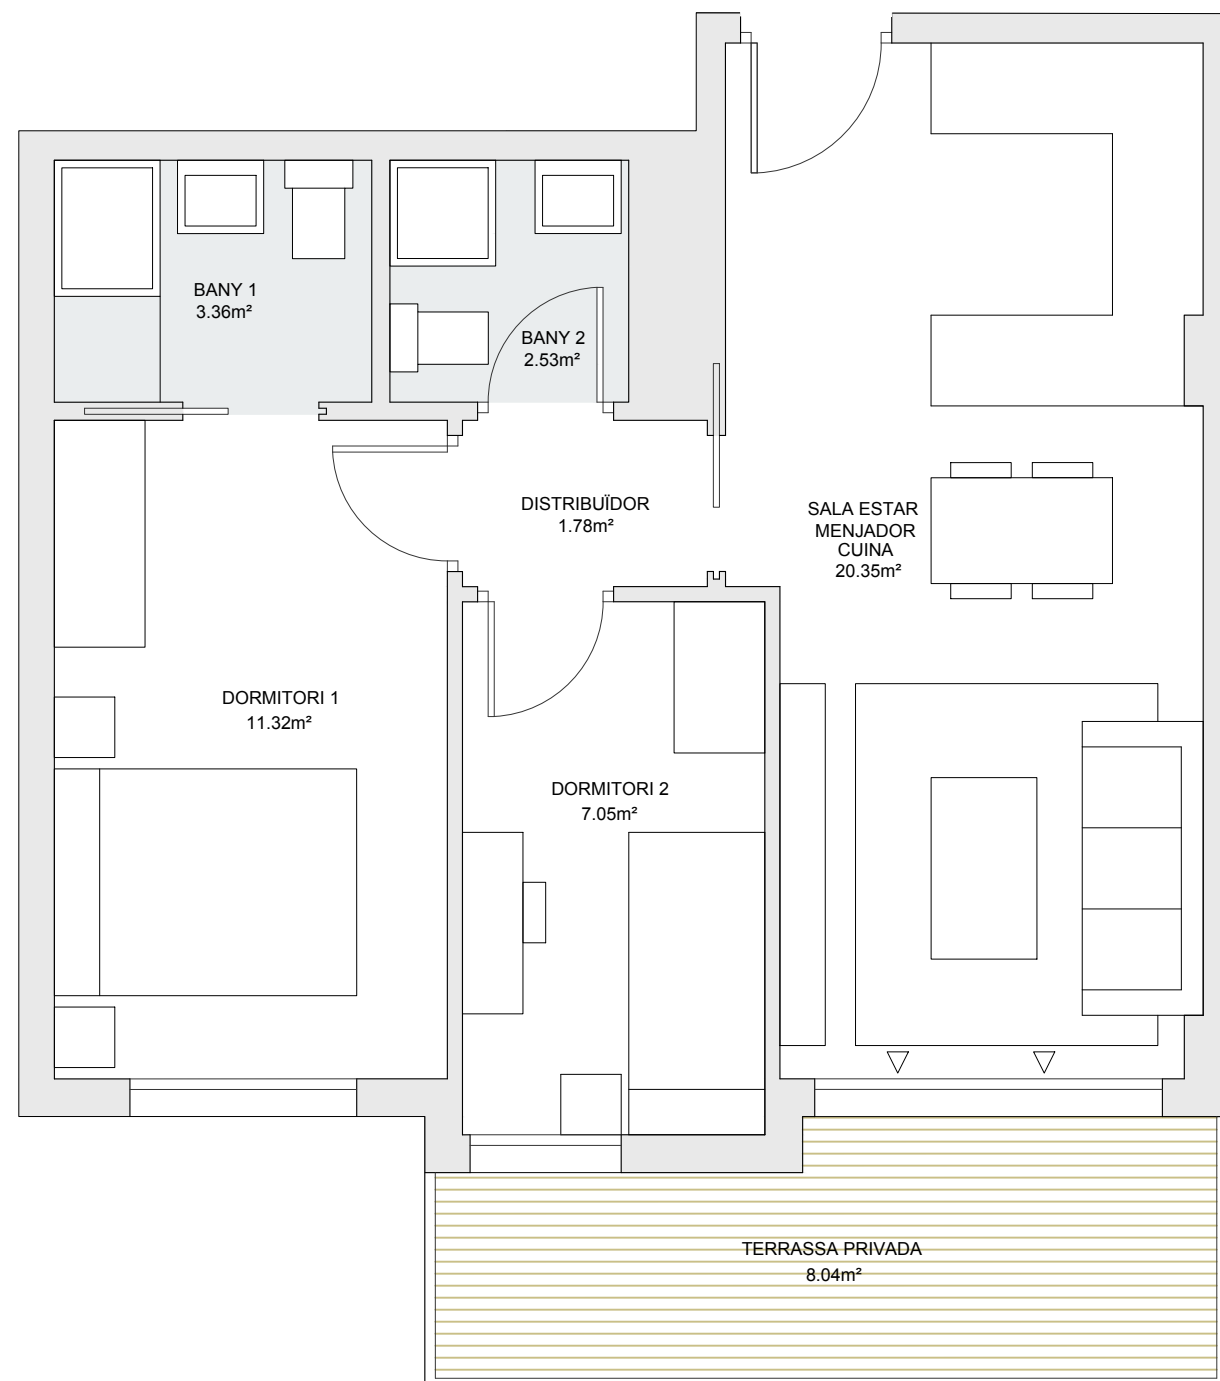 BANY 1
3.36m²
BANY 2
2.53m²
DISTRIBUÏDOR
1.78m²
SALA ESTAR
MENJADOR
CUINA
20.35m²
DORMITORI 1
11.32m²
DORMITORI 2
7.05m²
TERRASSA PRIVADA
8.04m²